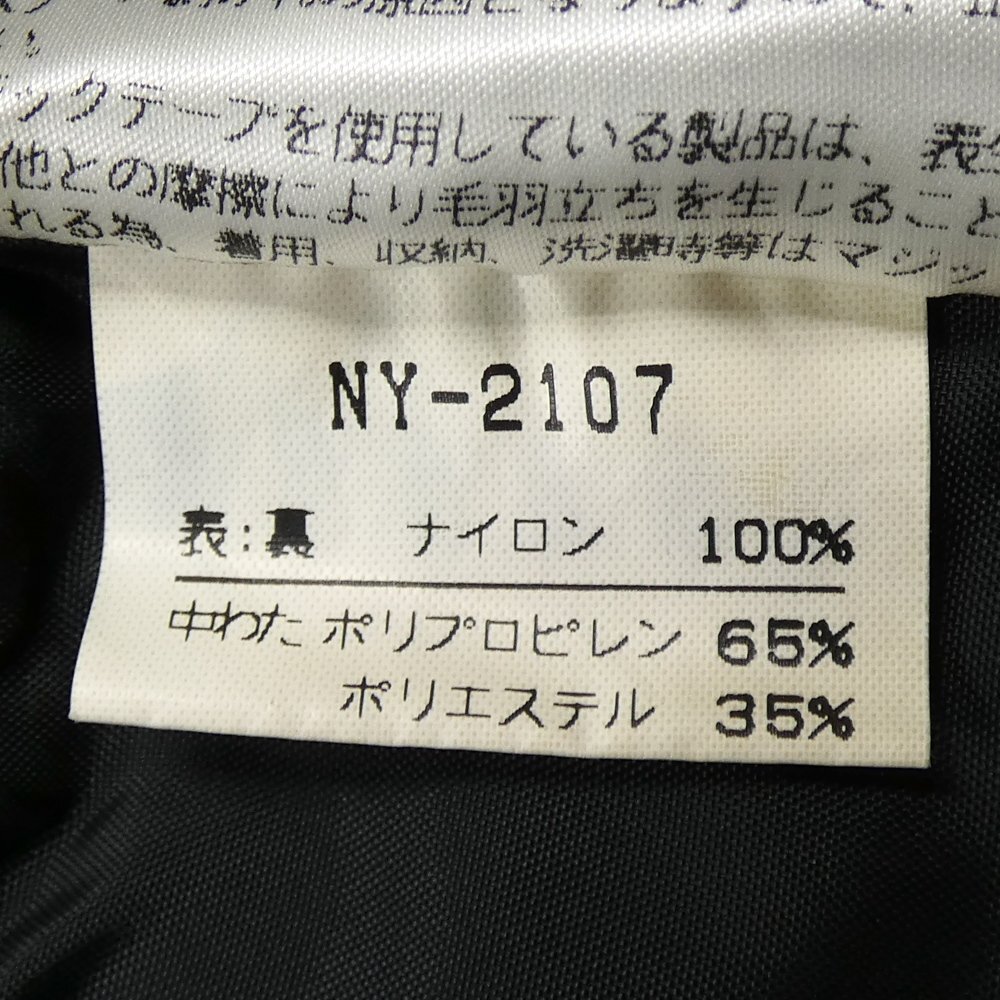 ックテープを使用している製品は、表
他との摩擦により毛羽立ちを生じること
れる為、着用、収納、洗濯時等はマジッ
NY-2107
表:裏 ナイロン 100%
中わた ポリプロピレン 65%
ポリエステル 35%